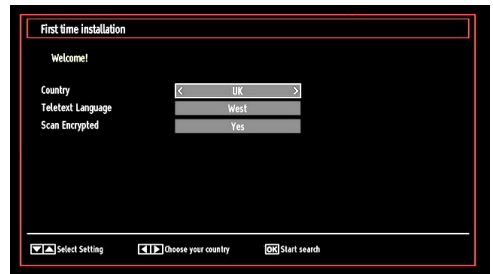 First time installation
Welcome!
Country < UK >
Teletext Language West
Scan Encrypted Yes
Select Setting Choose your country OK Start search